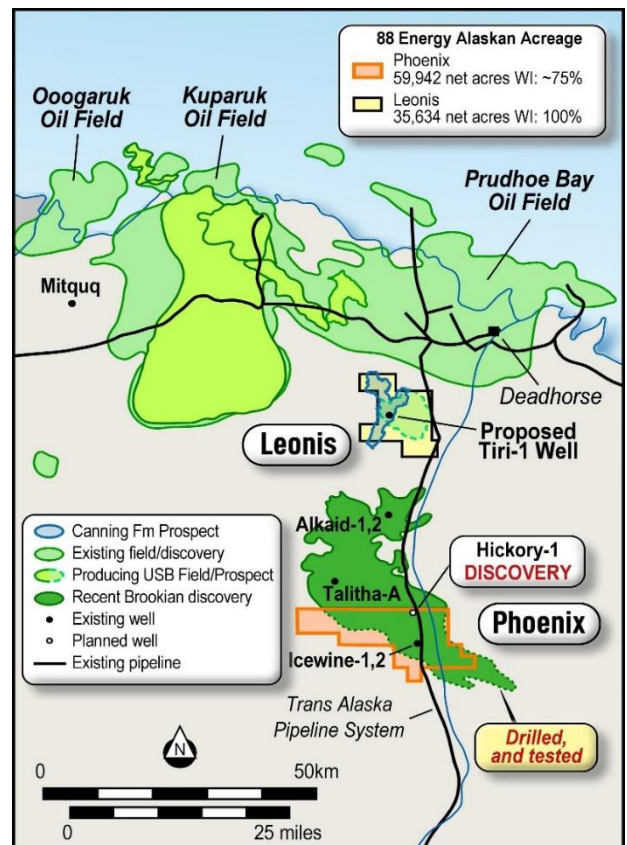 88 Energy Alaskan Acreage
Phoenix
59,942 net acres WI: ~75%
Leonis
35,634 net acres WI: 100%
Ooogaruk
Oil Field
Kuparuk
Oil Field
Prudhoe Bay
Oil Field
Mitquq
Deadhorse
Leonis
Proposed
Tiri-1 Well
Alkaid-1,2
Canning Fm Prospect
Existing field/discovery
Producing USB Field/Prospect
Recent Brookian discovery
Existing well
Planned well
Existing pipeline
Hickory-1
DISCOVERY
Talitha-A
Phoenix
Icewine-1,2
Trans Alaska
Pipeline System
Drilled,
and tested
N
0 50km
0 25 miles